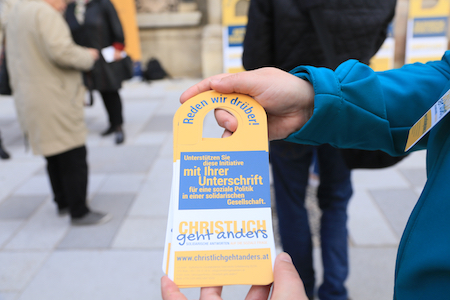 Reden wir drüber!
Unterstützen Sie
diese Initiative
mit Ihrer
Unterschrift
für eine soziale Politik
in einer solidarischen
Gesellschaft.
CHRISTLICH
geht anders
www.christlichgehtanders.at